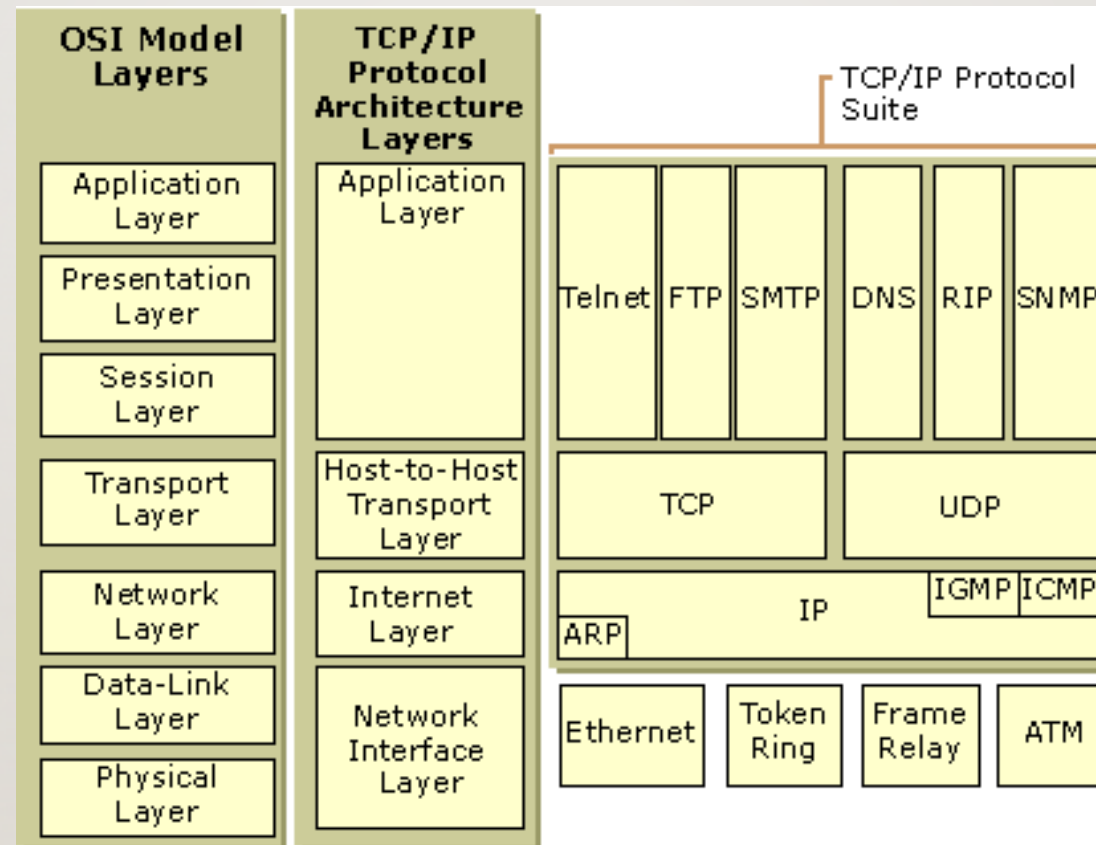 OSI Model
Layers
TCP/IP
Protocol
Architecture
Layers
TCP/IP Protocol
Suite
Application
Layer
Presentation
Layer
Session
Layer
Transport
Layer
Network
Layer
Data-Link
Layer
Physical
Layer
Application
Layer
Host-to-Host
Transport
Layer
Internet
Layer
Network
Interface
Layer
Telnet
FTP
SMTP
DNS
RIP
SNMP
TCP
UDP
IP
IGMP
ICMP
ARP
Ethernet
Token
Ring
Frame
Relay
ATM